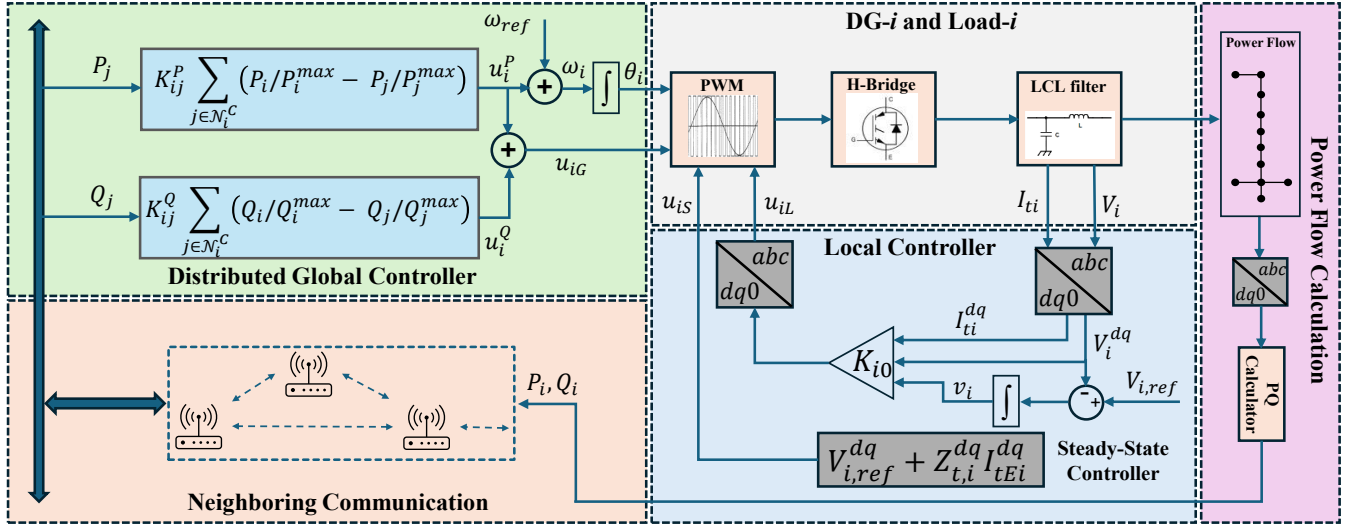 ω_ref
P_j
K_ij^P ∑_{j∈𝒩_i^C} (P_i/P_i^max − P_j/P_j^max)
u_i^P
+
ω_i
∫
θ_i
+
u_iG
Q_j
K_ij^Q ∑_{j∈𝒩_i^C} (Q_i/Q_i^max − Q_j/Q_j^max)
u_i^Q
Distributed Global Controller
DG-i and Load-i
PWM
H-Bridge
C
G
E
LCL filter
L
C
u_iS
u_iL
I_ti
V_i
Local Controller
abc
dq0
abc
dq0
I_ti^dq
V_i^dq
K_i0
v_i
∫
-
+
V_i,ref
V_i,ref^dq + Z_t,i^dq I_tEi^dq
Steady-State
Controller
Power Flow
abc
dq0
PQ
Calculator
Power Flow Calculation
P_i, Q_i
Neighboring Communication